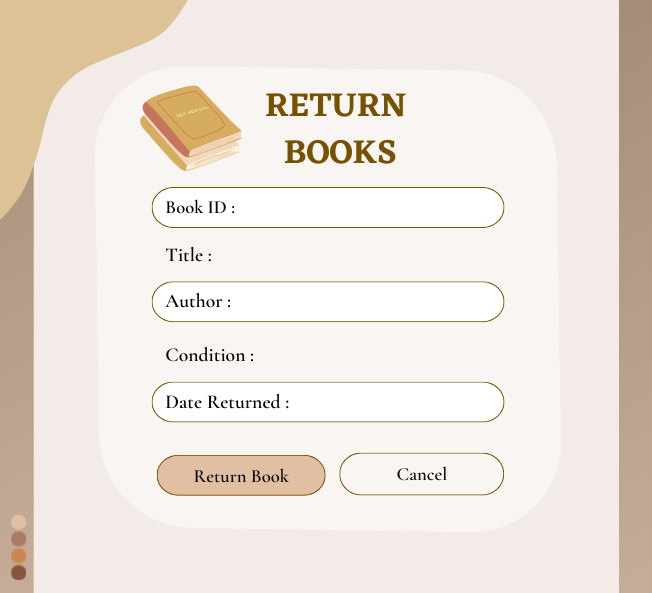 RETURN
BOOKS
Book ID :
Title :
Author :
Condition :
Date Returned :
Return Book
Cancel